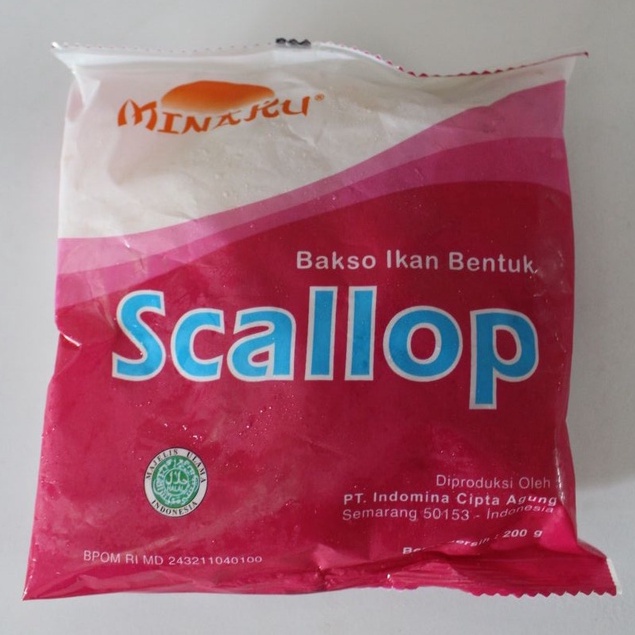 MINAKU®
Bakso Ikan Bentuk
Scallop
MAJELIS ULAMA
INDONESIA
Diproduksi Oleh :
PT. Indomina Cipta Agung
Semarang 50153 - Indonesia
: 200 g
BPOM RI MD 243211040100